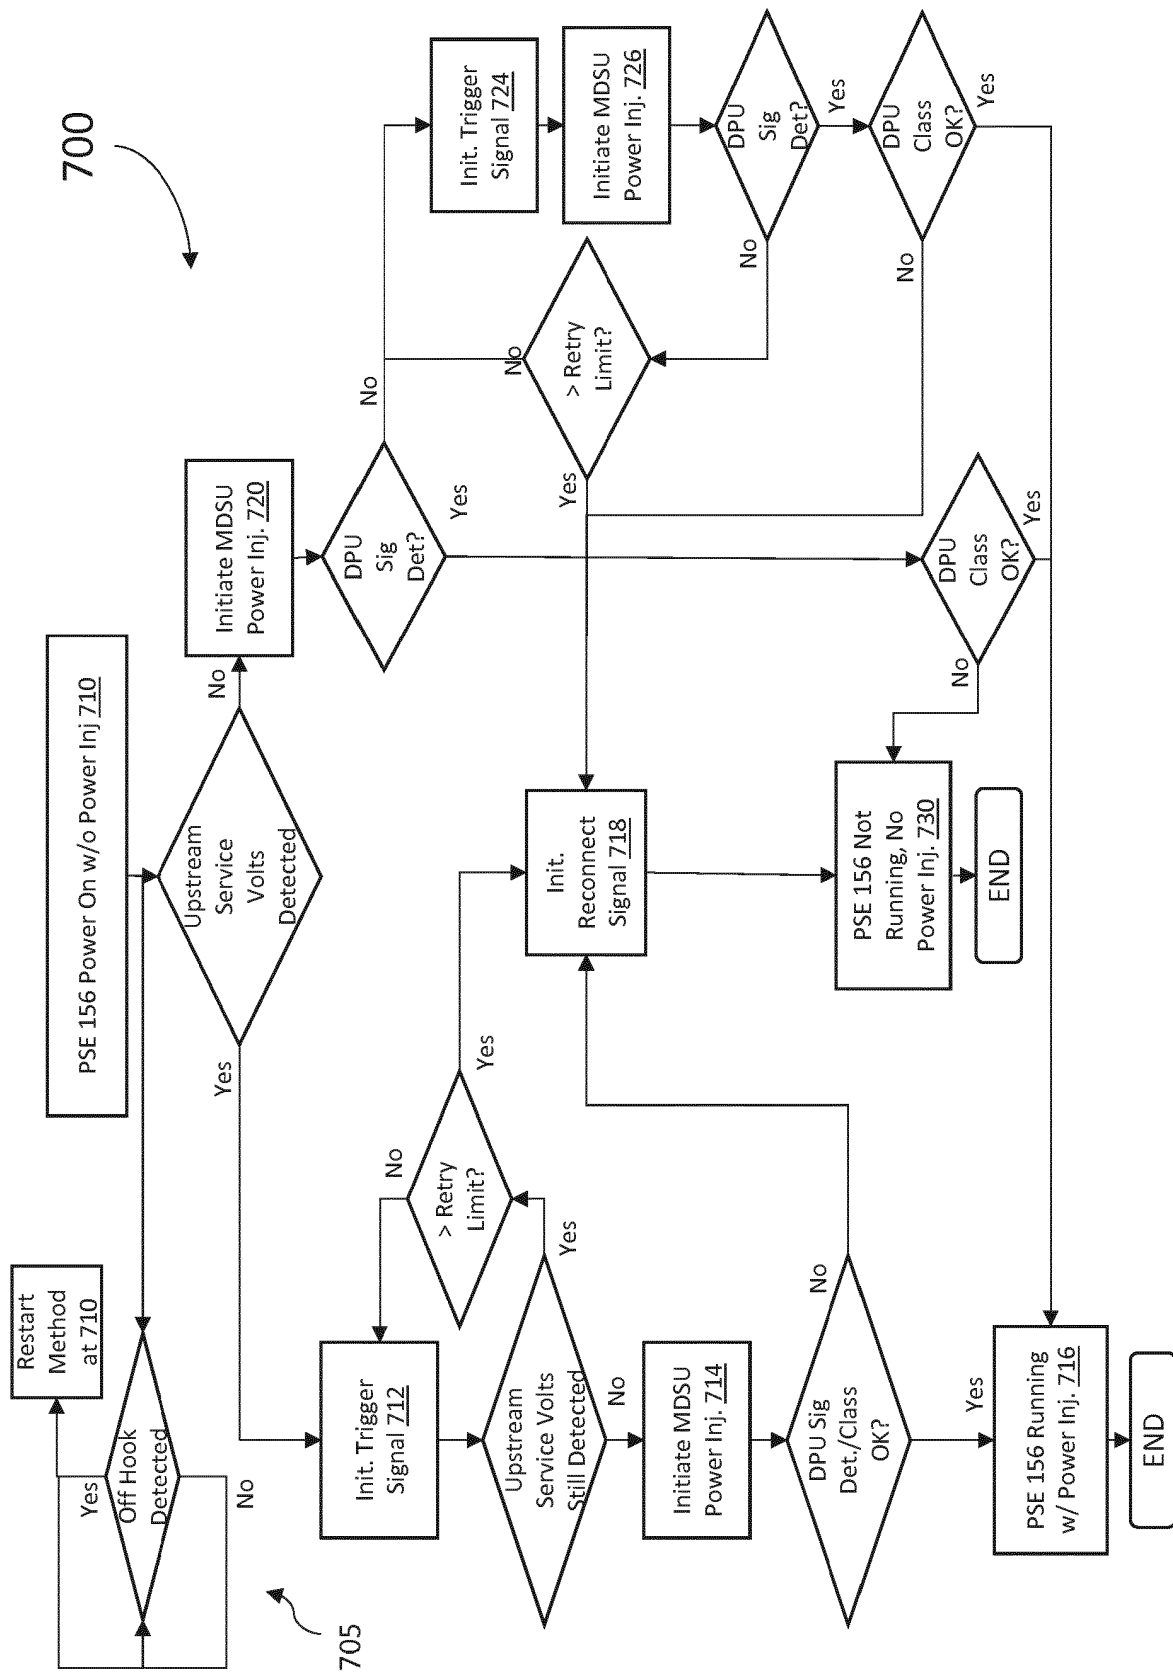 700
705
PSE 156 Power On w/o Power Inj 710
Restart
Method
at 710
Off Hook
Detected
Yes
No
Upstream
Service
Volts
Detected
Yes
No
Initiate MDSU
Power Inj. 720
DPU
Sig
Det?
No
Yes
Init. Trigger
Signal 724
Initiate MDSU
Power Inj. 726
DPU
Sig
Det?
No
Yes
> Retry
Limit?
No
Yes
DPU
Class
OK?
No
Yes
DPU
Class
OK?
No
Yes
Init. Trigger
Signal 712
Upstream
Service Volts
Still Detected
Yes
No
> Retry
Limit?
No
Yes
Init.
Reconnect
Signal 718
Initiate MDSU
Power Inj. 714
DPU Sig
Det./Class
OK?
No
Yes
PSE 156 Not
Running, No
Power Inj. 730
END
PSE 156 Running
w/ Power Inj. 716
END